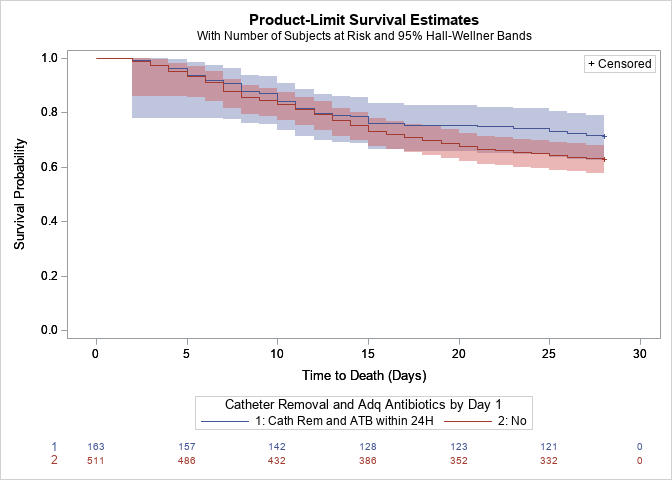 Product-Limit Survival Estimates
With Number of Subjects at Risk and 95% Hall-Wellner Bands
+ Censored
1.0
0.8
0.6
0.4
0.2
0.0
Survival Probability
0 5 10 15 20 25 30
Time to Death (Days)
Catheter Removal and Adq Antibiotics by Day 1
1: Cath Rem and ATB within 24H 2: No
1 163 157 142 128 123 121 0
2 511 486 432 386 352 332 0